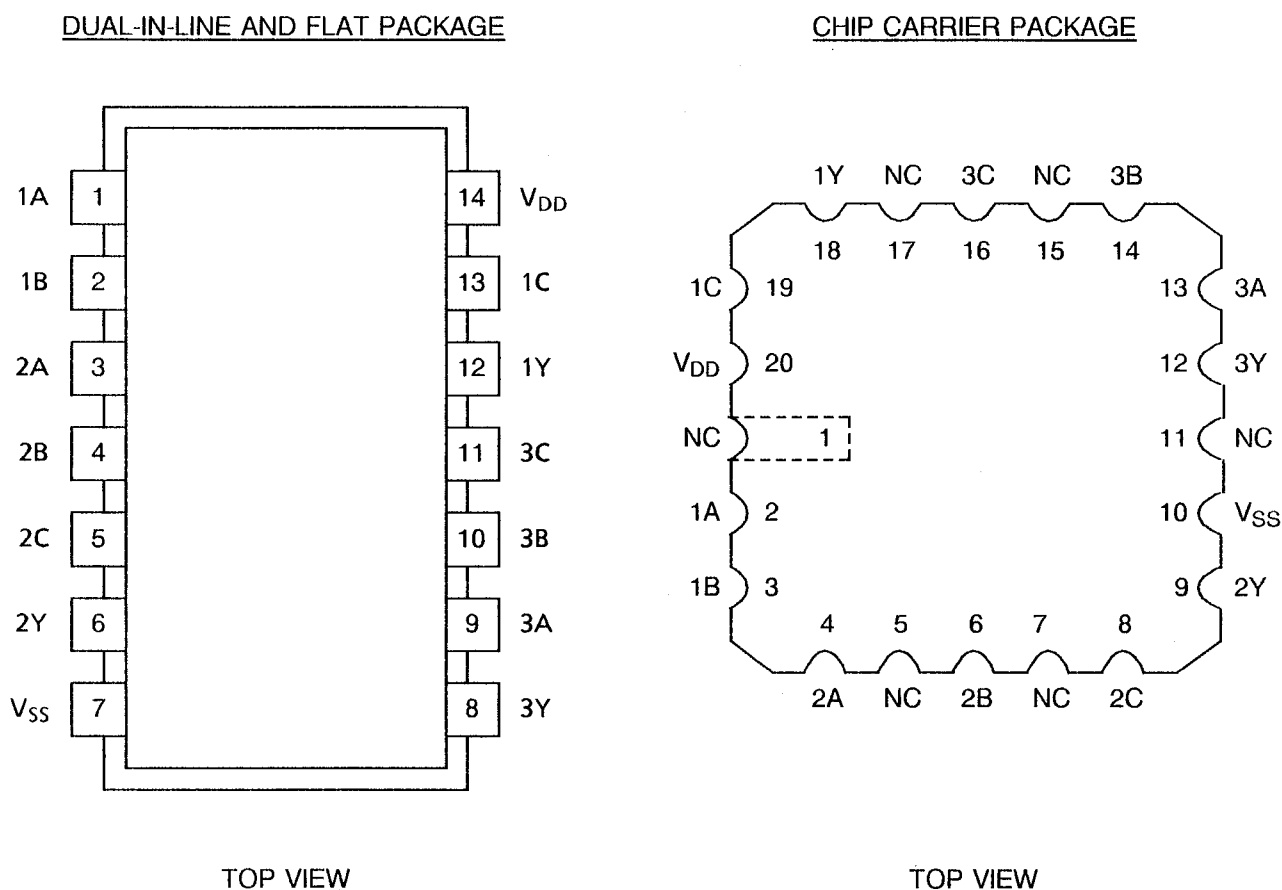 DUAL-IN-LINE AND FLAT PACKAGE
1A 1 14 VDD
1B 2 13 1C
2A 3 12 1Y
2B 4 11 3C
2C 5 10 3B
2Y 6 9 3A
VSS 7 8 3Y
TOP VIEW
CHIP CARRIER PACKAGE
1Y NC 3C NC 3B
18 17 16 15 14
1C 19 13 3A
VDD 20 12 3Y
NC 1 11 NC
1A 2 10 VSS
1B 3 9 2Y
4 5 6 7 8
2A NC 2B NC 2C
TOP VIEW